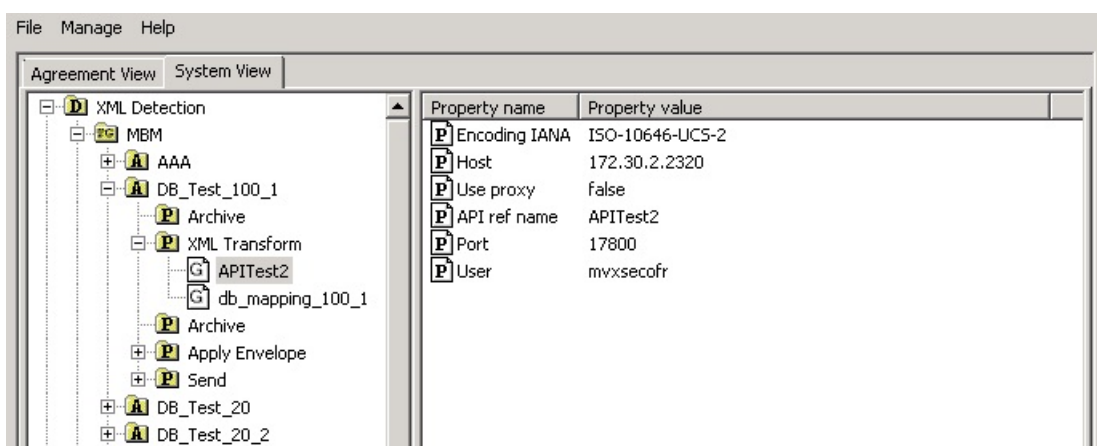 File Manage Help
Agreement View System View
D XML Detection
FG MBM
A AAA
A DB_Test_100_1
P Archive
P XML Transform
G APITest2
G db_mapping_100_1
P Archive
P Apply Envelope
P Send
A DB_Test_20
A DB_Test_20_2
Property name Property value
P Encoding IANA ISO-10646-UCS-2
P Host 172.30.2.2320
P Use proxy false
P API ref name APITest2
P Port 17800
P User mvxsecofr